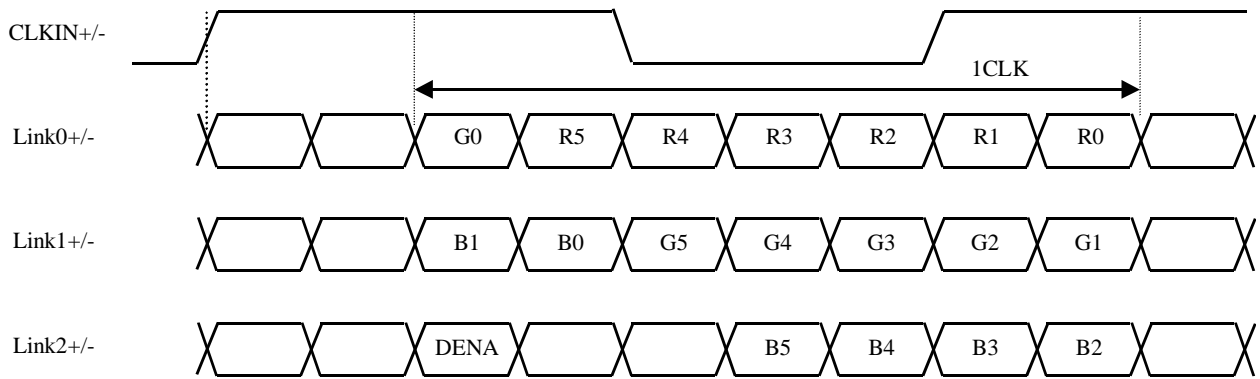 CLKIN+/-
1CLK
Link0+/- G0 R5 R4 R3 R2 R1 R0
Link1+/- B1 B0 G5 G4 G3 G2 G1
Link2+/- DENA B5 B4 B3 B2